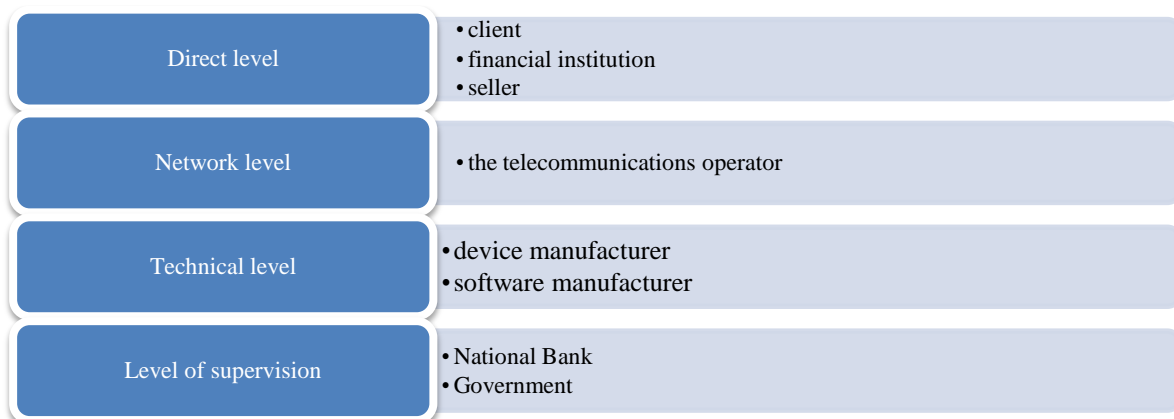 Direct level
• client
• financial institution
• seller
Network level
• the telecommunications operator
Technical level
• device manufacturer
• software manufacturer
Level of supervision
• National Bank
• Government